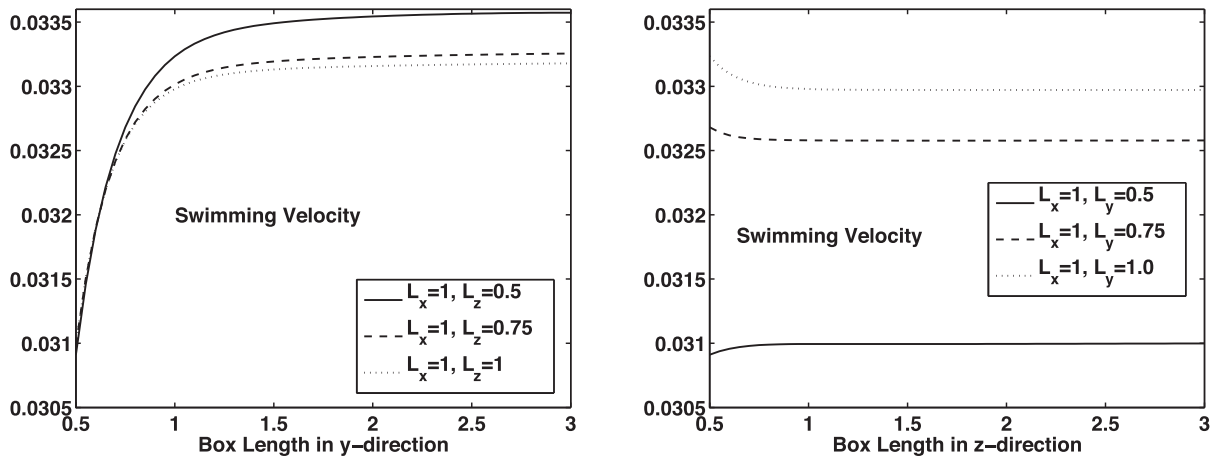 0.0335
0.033
0.0325
0.032
0.0315
0.031
0.0305
Swimming Velocity
L_x=1, L_z=0.5
L_x=1, L_z=0.75
L_x=1, L_z=1
0.5 1 1.5 2 2.5 3
Box Length in y-direction
0.0335
0.033
0.0325
0.032
0.0315
0.031
0.0305
Swimming Velocity
L_x=1, L_y=0.5
L_x=1, L_y=0.75
L_x=1, L_y=1.0
0.5 1 1.5 2 2.5 3
Box Length in z-direction